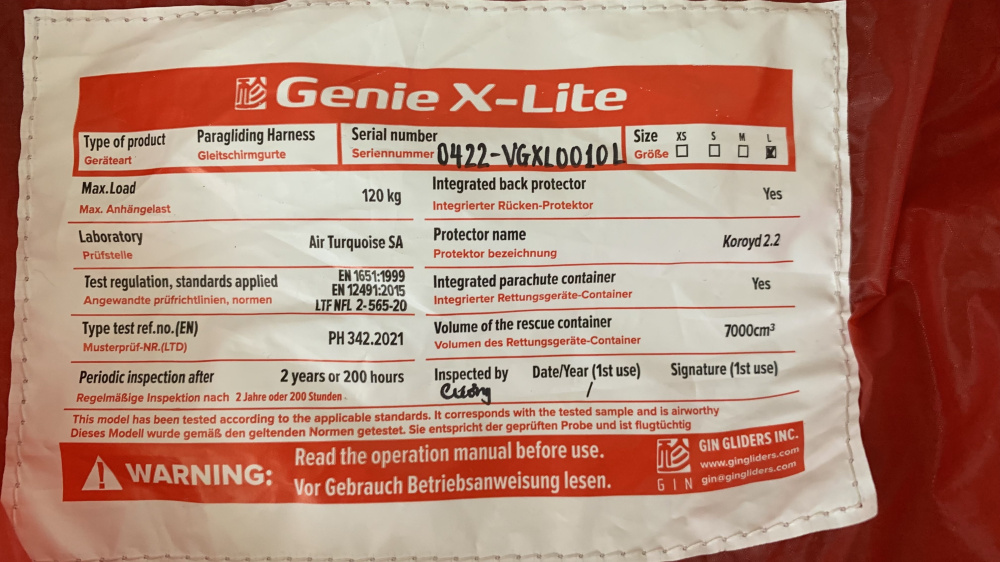 Genie X-Lite
Type of product Paragliding Harness
Geräteart Gleitschirmgurte
Serial number 0422-VGXL0010L
Seriennummer
Size XS S M L
Größe
Max.Load 120 kg
Max. Anhängelast
Integrated back protector Yes
Integrierter Rücken-Protektor
Laboratory Air Turquoise SA
Prüfstelle
Protector name Koroyd 2.2
Protektor bezeichnung
Test regulation, standards applied EN 1651:1999
EN 12491:2015
Angewandte prüfrichtlinien, normen LTF NFL 2-565-20
Integrated parachute container Yes
Integrierter Rettungsgeräte-Container
Type test ref.no.(EN) PH 342.2021
Musterprüf-NR.(LTD)
Volume of the rescue container 7000cm³
Volumen des Rettungsgeräte-Container
Periodic inspection after 2 years or 200 hours
Regelmäßige Inspektion nach 2 Jahre oder 200 Stunden
Inspected by Date/Year (1st use) Signature (1st use)
/
This model has been tested according to the applicable standards. It corresponds with the tested sample and is airworthy
Dieses Modell wurde gemäß den geltenden Normen getestet. Sie entspricht der geprüften Probe und ist flugtüchtig
WARNING: Read the operation manual before use.
Vor Gebrauch Betriebsanweisung lesen.
GIN
GIN GLIDERS INC.
www.gingliders.com
gin@gingliders.com